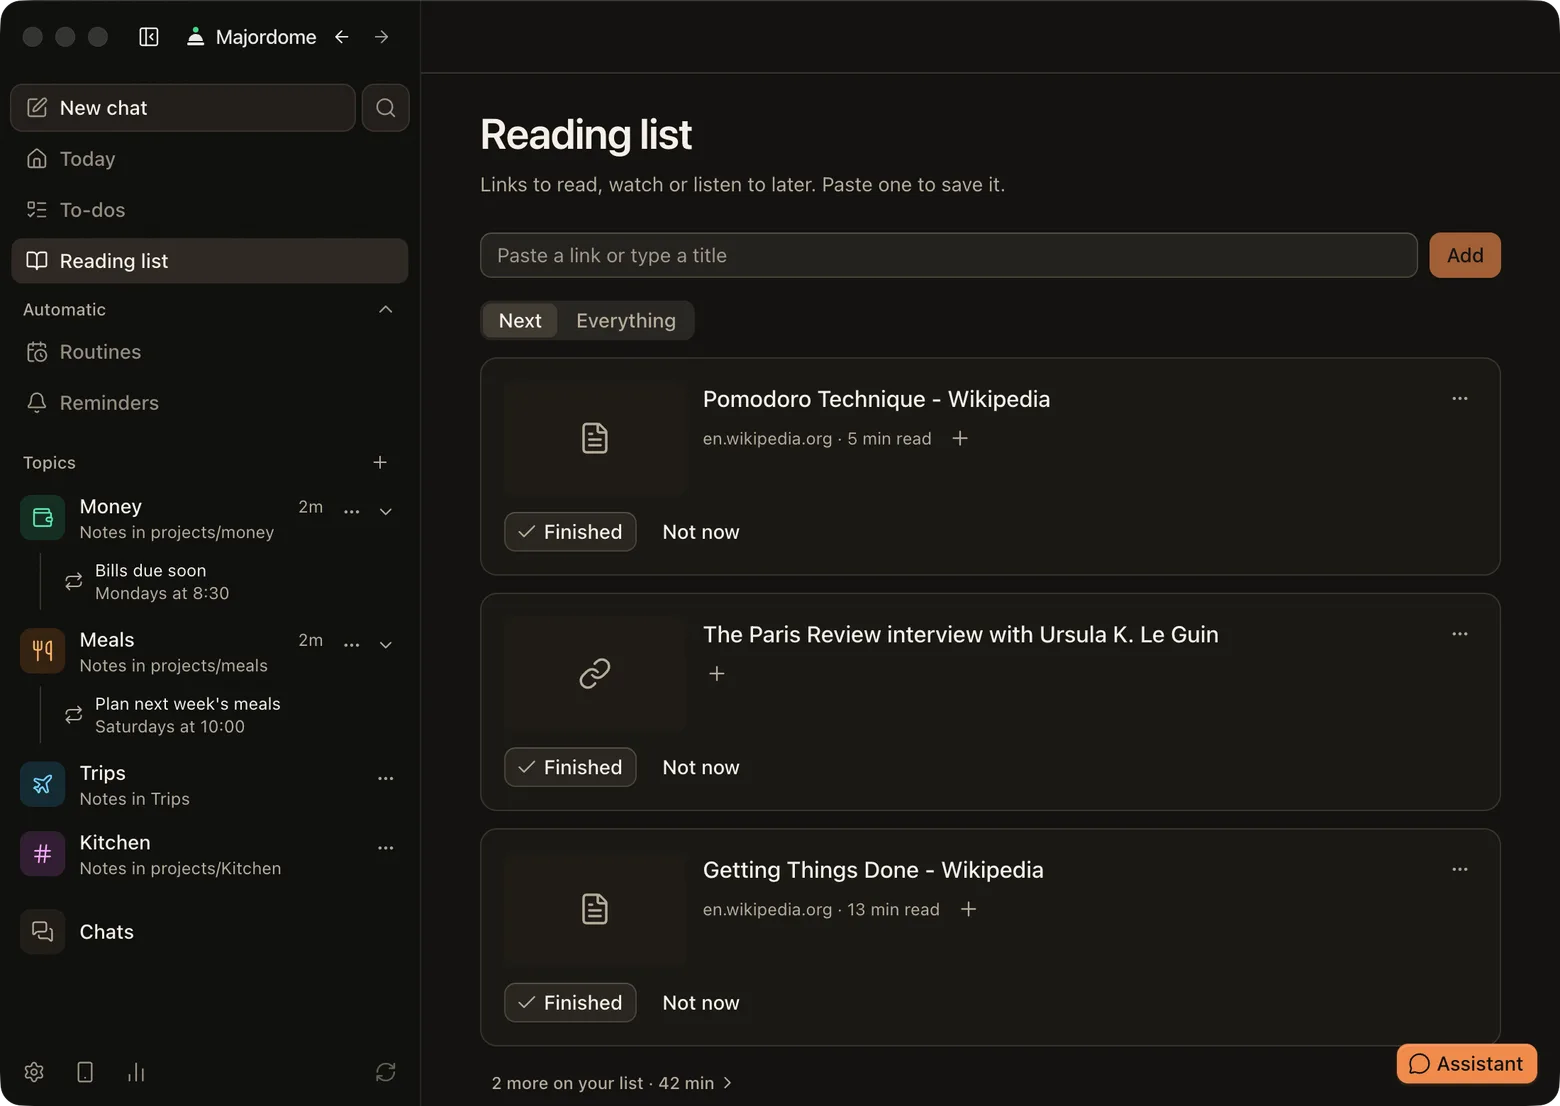 Majordome
New chat
Today
To-dos
Reading list
Automatic
Routines
Reminders
Topics
Money
2m
Notes in projects/money
Bills due soon
Mondays at 8:30
Meals
2m
Notes in projects/meals
Plan next week's meals
Saturdays at 10:00
Trips
Notes in Trips
Kitchen
Notes in projects/Kitchen
Chats
Reading list
Links to read, watch or listen to later. Paste one to save it.
Paste a link or type a title
Add
Next
Everything
Pomodoro Technique - Wikipedia
en.wikipedia.org · 5 min read
Finished
Not now
The Paris Review interview with Ursula K. Le Guin
Finished
Not now
Getting Things Done - Wikipedia
en.wikipedia.org · 13 min read
Finished
Not now
2 more on your list · 42 min
Assistant